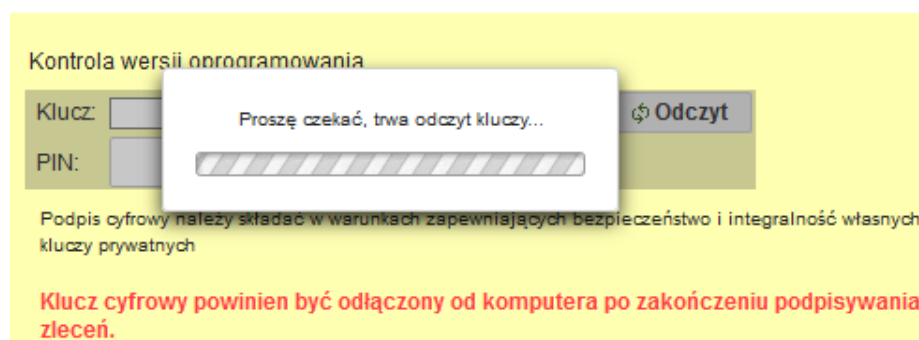 Kontrola wersji oprogramowania
Klucz:
Proszę czekać, trwa odczyt kluczy...
Odczyt
PIN:
Podpis cyfrowy należy składać w warunkach zapewniających bezpieczeństwo i integralność własnych
kluczy prywatnych
Klucz cyfrowy powinien być odłączony od komputera po zakończeniu podpisywania
zleceń.